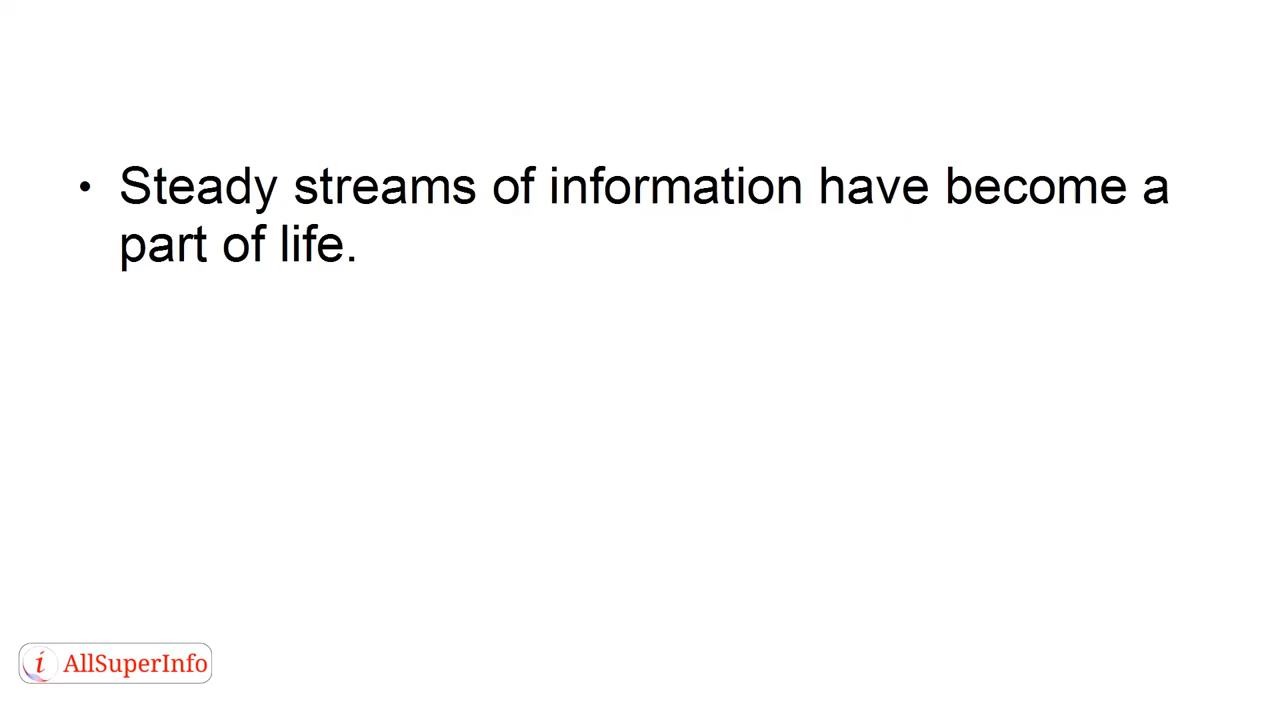 • Steady streams of information have become a
part of life.
i AllSuperInfo